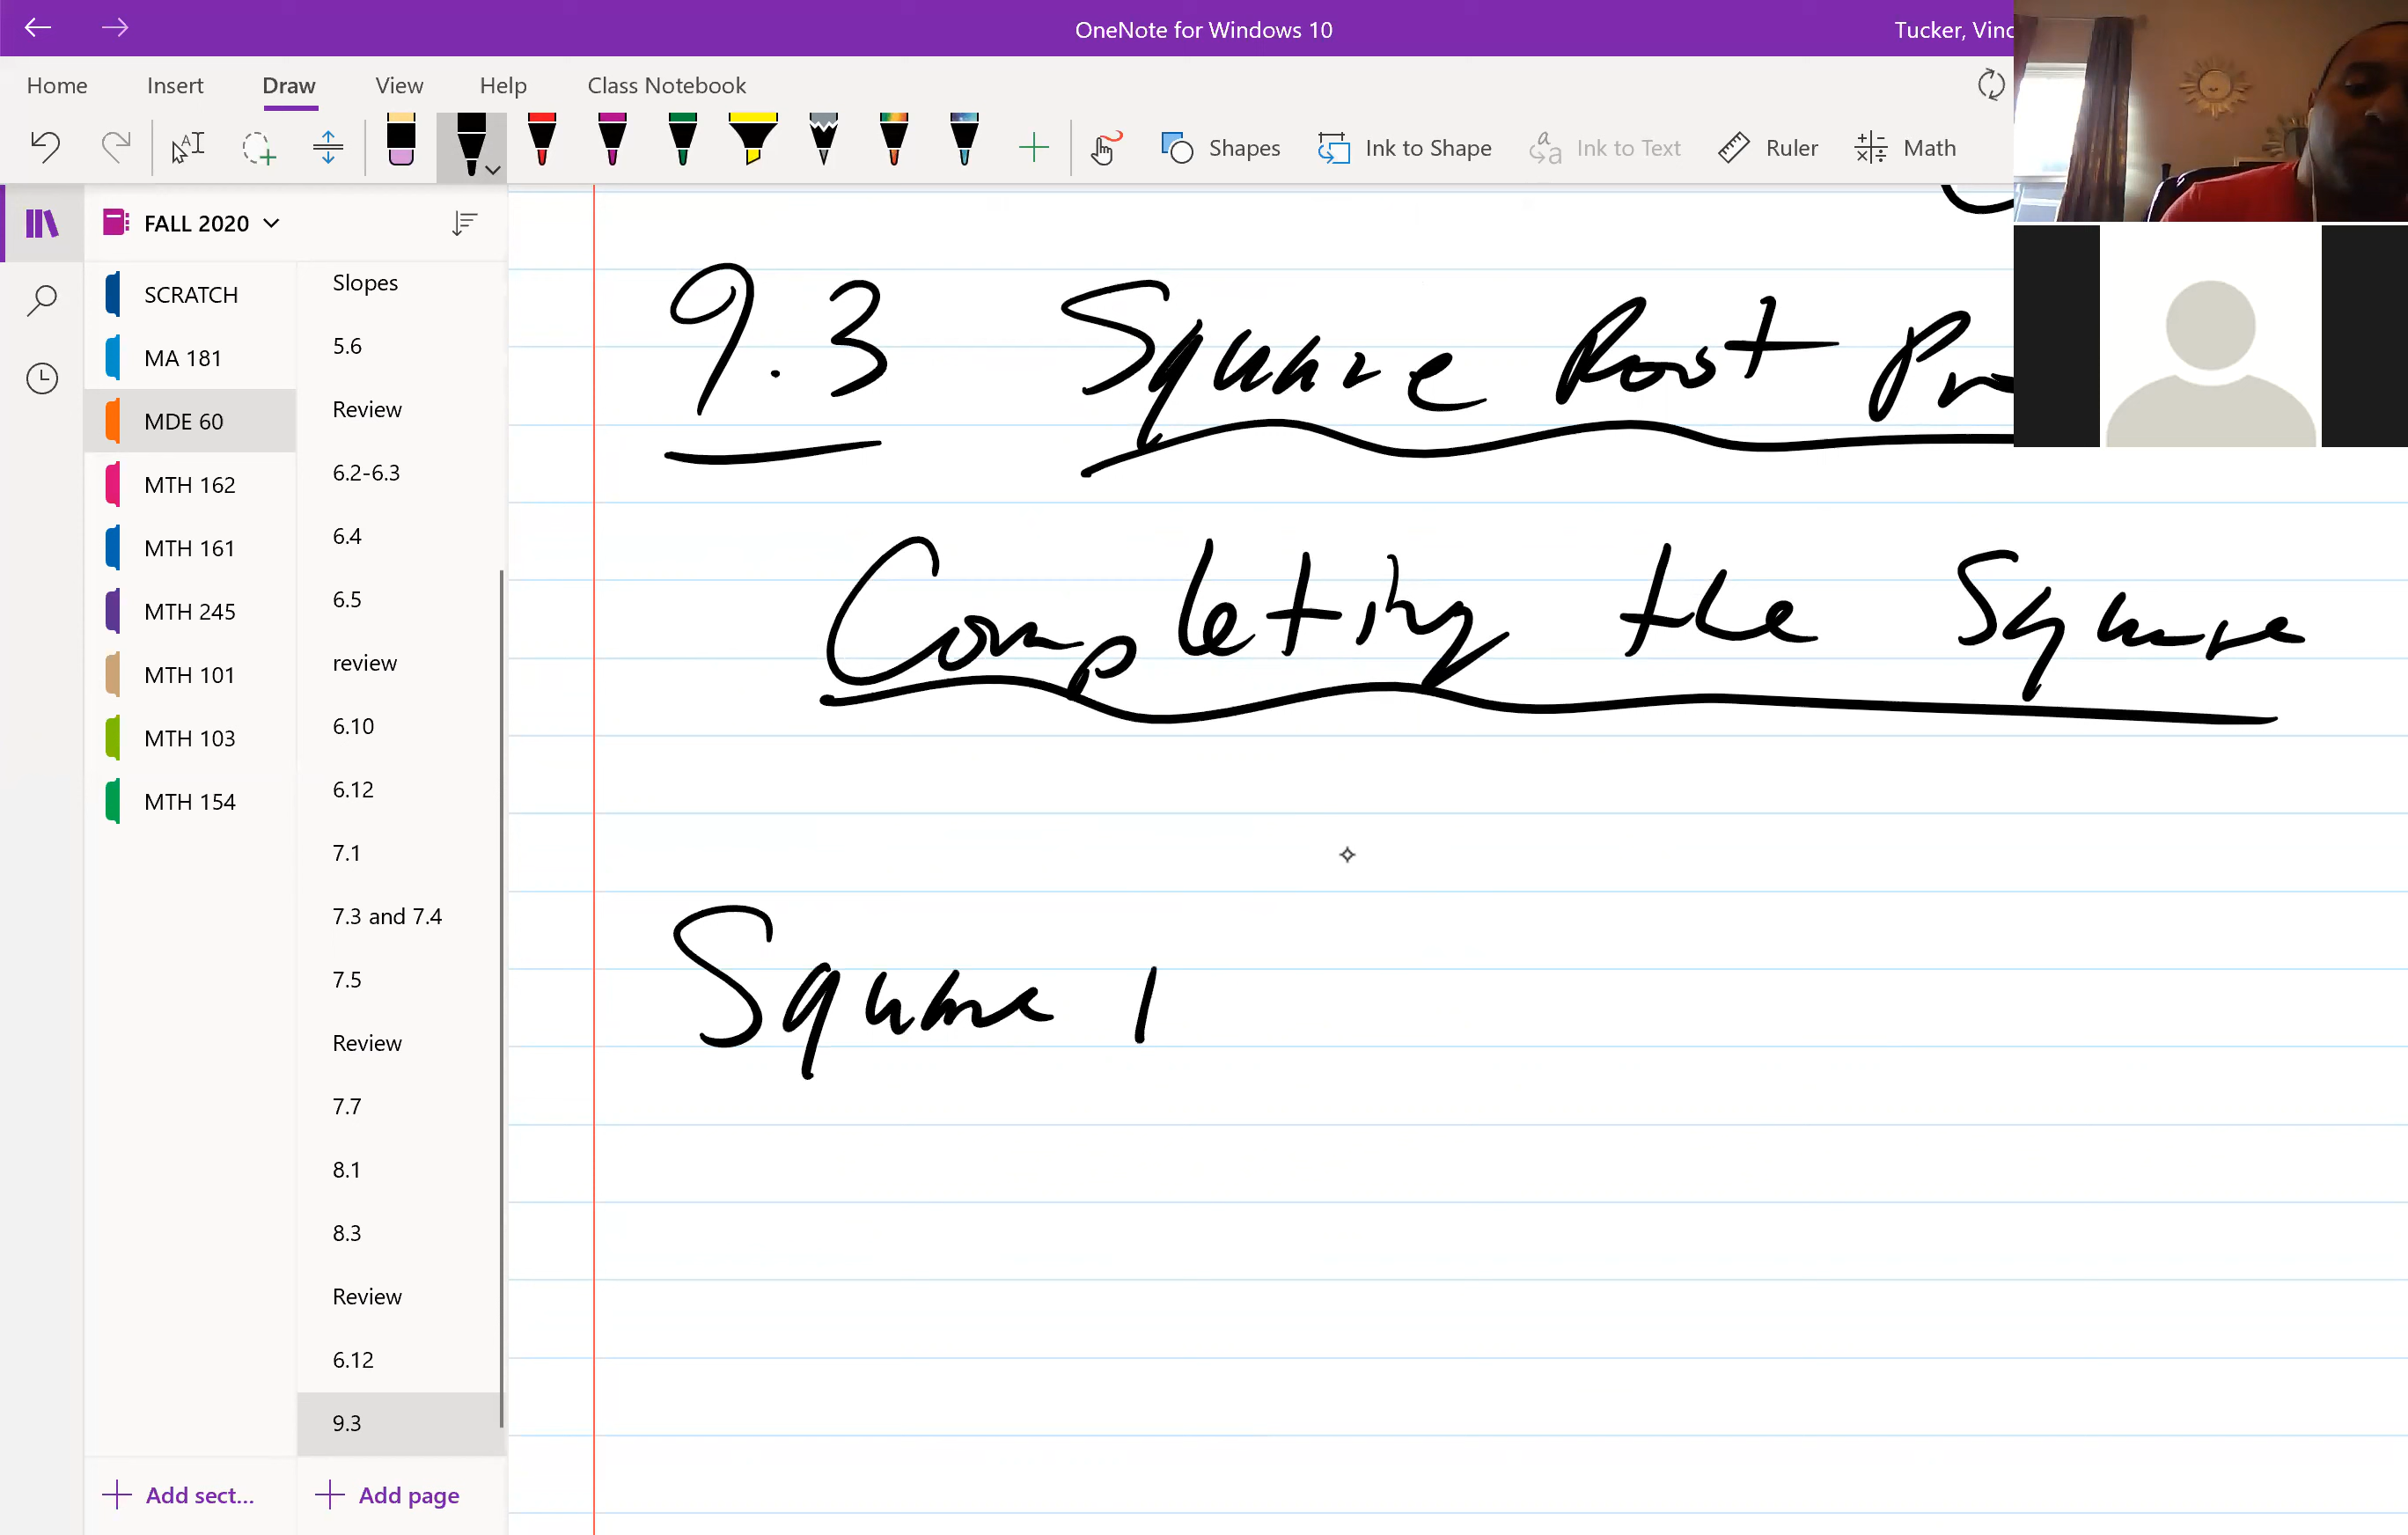 OneNote for Windows 10
Tucker, Vinc
Home Insert Draw View Help Class Notebook
Shapes Ink to Shape Ink to Text Ruler Math
FALL 2020
SCRATCH
MA 181
MDE 60
MTH 162
MTH 161
MTH 245
MTH 101
MTH 103
MTH 154
Add sect...
Slopes
5.6
Review
6.2-6.3
6.4
6.5
review
6.10
6.12
7.1
7.3 and 7.4
7.5
Review
7.7
8.1
8.3
Review
6.12
9.3
Add page
9.3 Square Root Pr
Completing the Square
Square